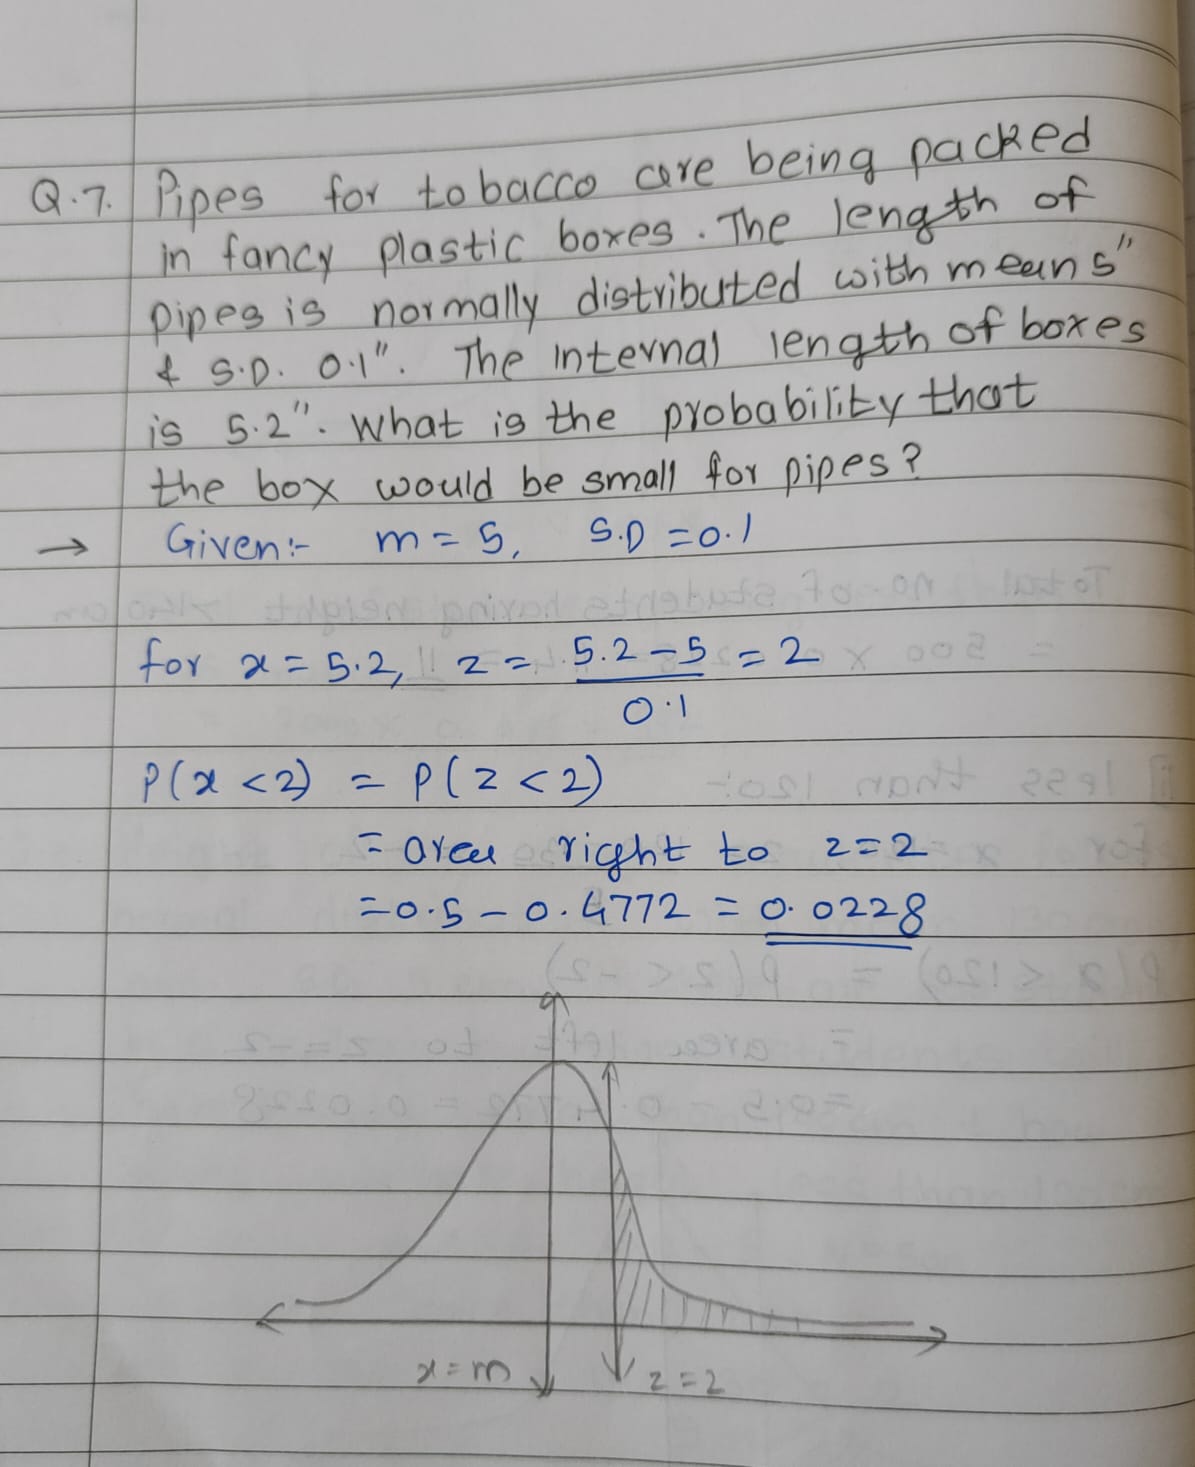 Q.7. Pipes for tobacco are being packed
in fancy plastic boxes. The length of
pipes is normally distributed with mean 5"
& S.D. 0.1". The internal length of boxes
is 5.2". What is the probability that
the box would be small for pipes?
→ Given:- m = 5, S.D = 0.1
for x = 5.2, z = 5.2 - 5 / 0.1 = 2
P(x < 2) = P(z < 2)
= area right to z = 2
= 0.5 - 0.4772 = 0.0228
x = m
z = 2